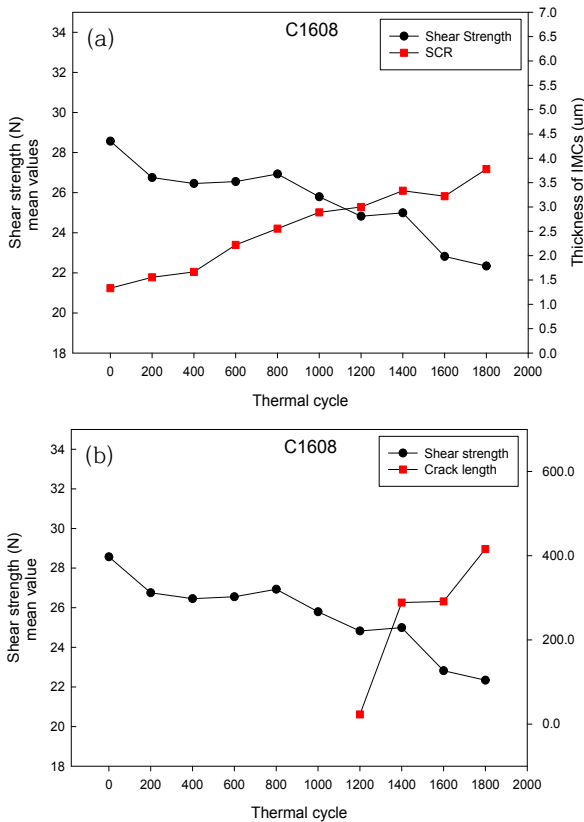 C1608
(a)
Shear Strength
SCR
34
32
30
28
26
24
22
20
18
Shear strength (N)
mean values
7.0
6.5
6.0
5.5
5.0
4.5
4.0
3.5
3.0
2.5
2.0
1.5
1.0
0.5
0.0
Thickness of IMCs (um)
0 200 400 600 800 1000 1200 1400 1600 1800 2000
Thermal cycle
C1608
(b)
Shear strength
Crack length
34
32
30
28
26
24
22
20
18
Shear strength (N)
mean value
600.0
400.0
200.0
0.0
0 200 400 600 800 1000 1200 1400 1600 1800 2000
Thermal cycle